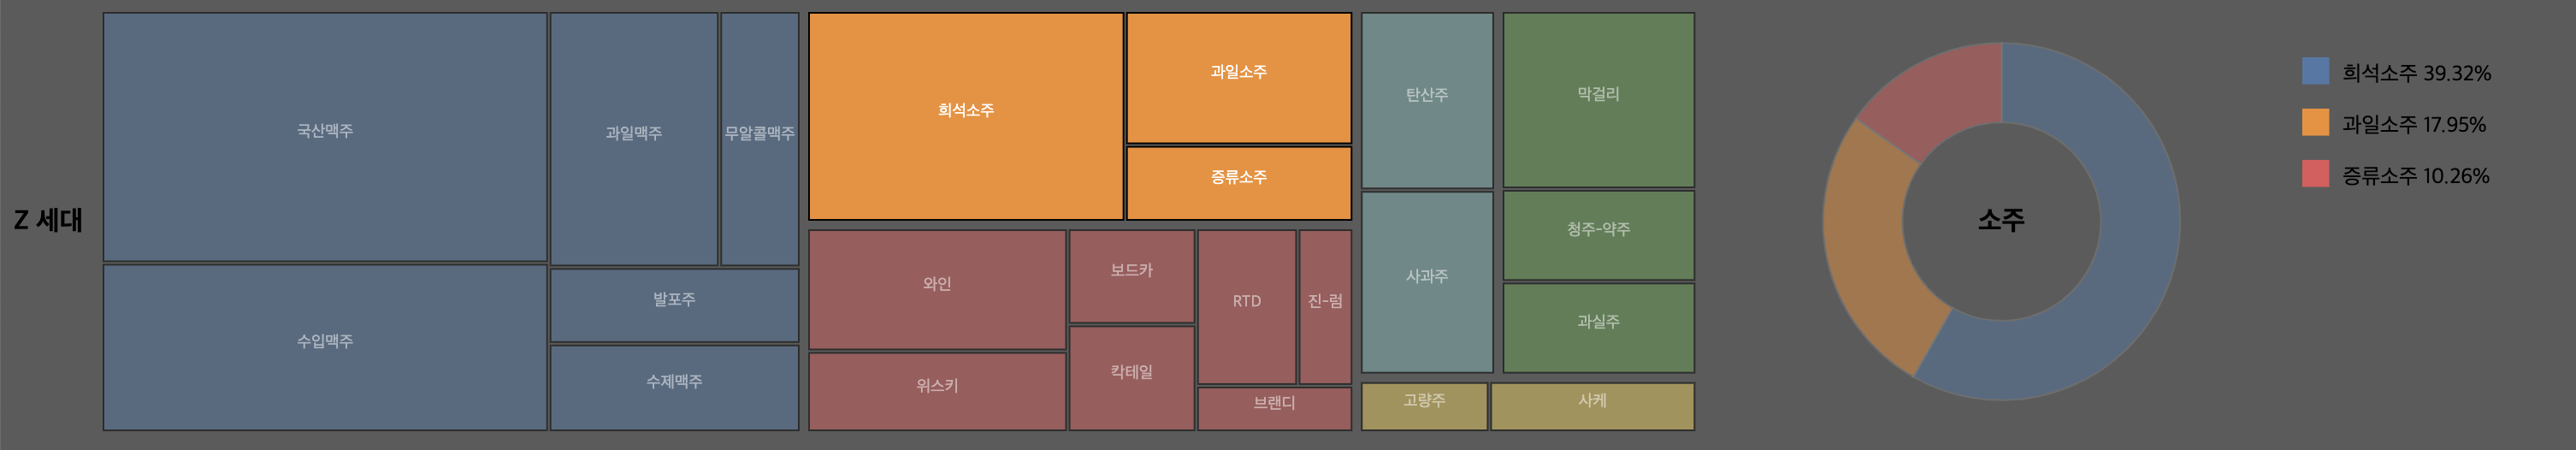 Z 세대
국산맥주
과일맥주
무알콜맥주
수입맥주
발포주
수제맥주
희석소주
과일소주
증류소주
와인
위스키
보드카
칵테일
RTD
진-럼
브랜디
탄산주
사과주
막걸리
청주-약주
과실주
고량주
사케
소주
희석소주 39.32%
과일소주 17.95%
증류소주 10.26%